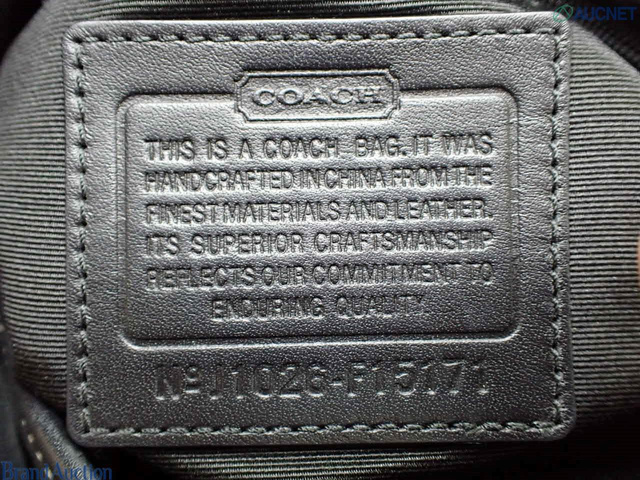 AUCNET
COACH
THIS IS A COACH BAG. IT WAS
HANDCRAFTED IN CHINA FROM THE
FINEST MATERIALS AND LEATHER.
ITS SUPERIOR CRAFTSMANSHIP
REFLECTS OUR COMMITMENT TO
ENDURING QUALITY.
Nº J1026-F15171
Brand Auction